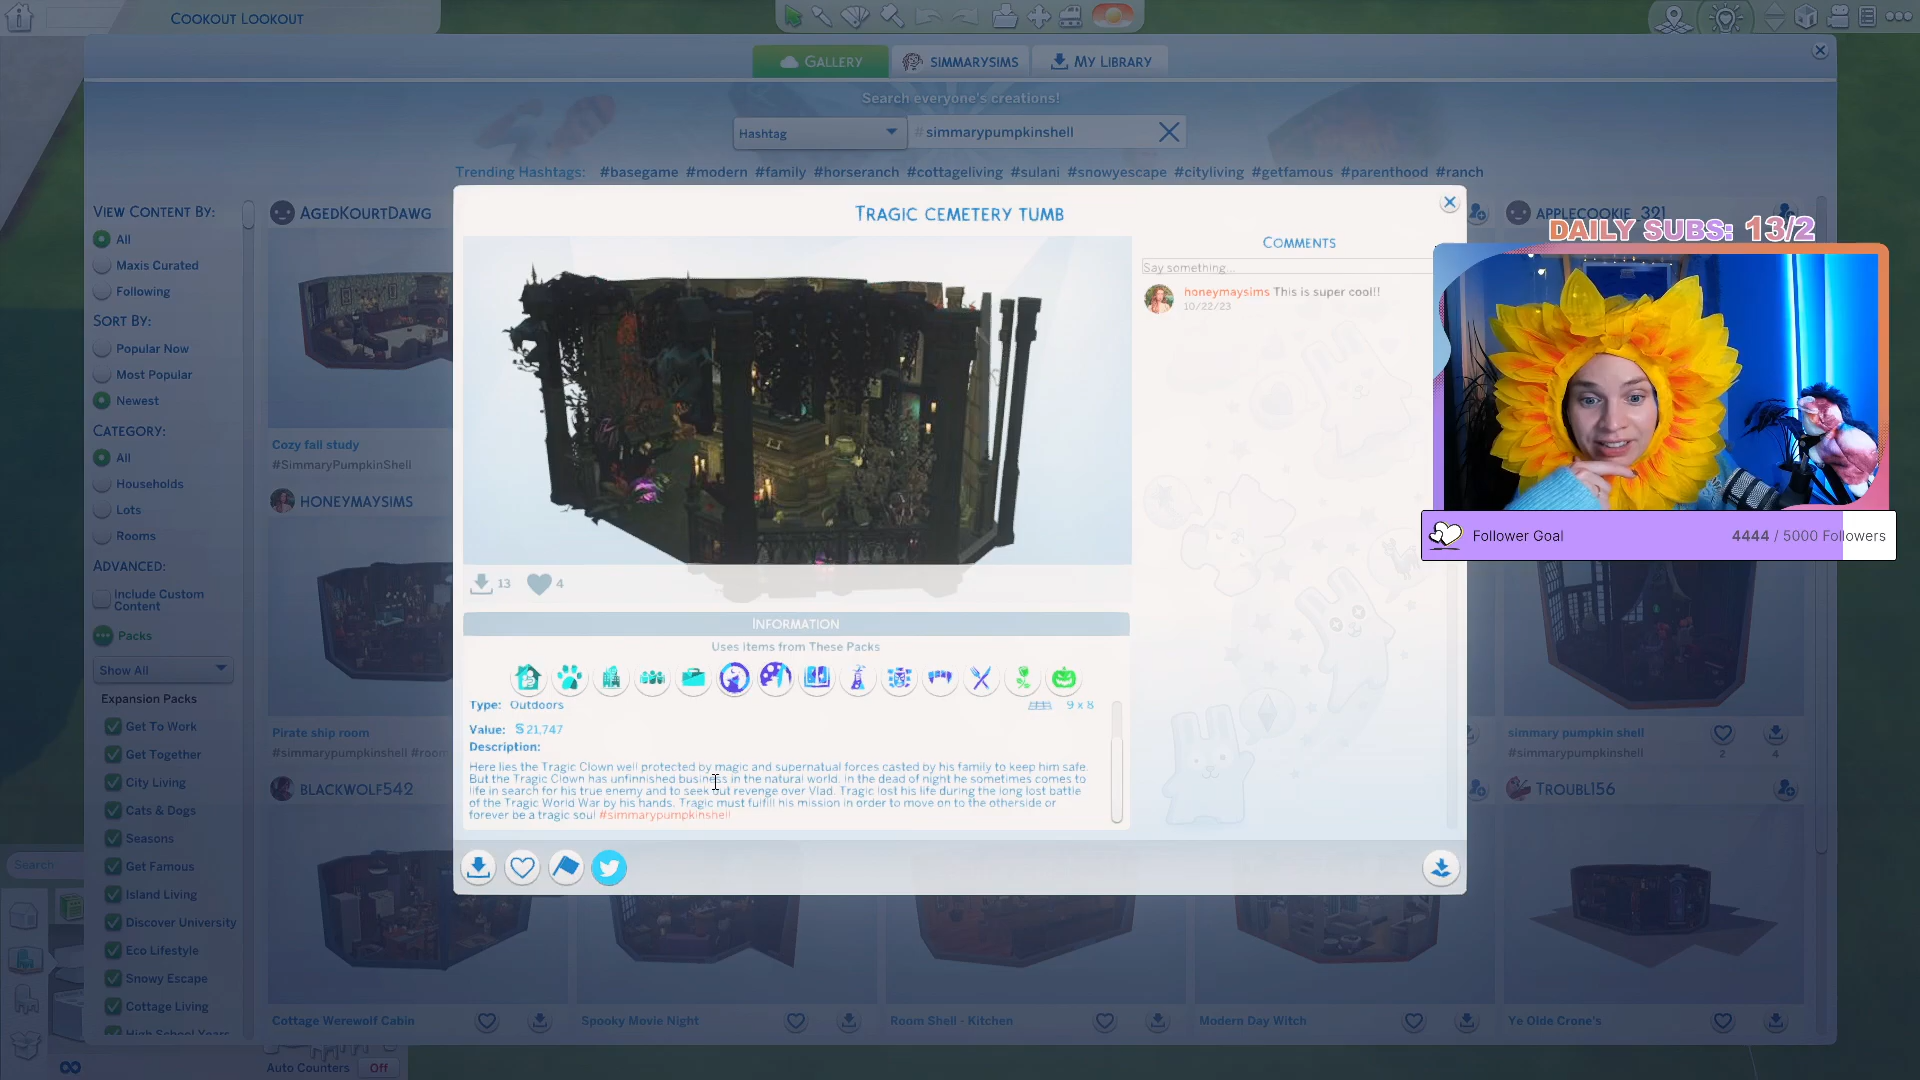 COOKOUT LOOKOUT
GALLERY
SIMMARYSIMS
MY LIBRARY
Search everyone's creations!
Hashtag
# simmarypumpkinshell
Trending Hashtags: #basegame #modern #family #horseranch #cottageliving #sulani #snowyescape #cityliving #getfamous #parenthood #ranch
VIEW CONTENT BY:
All
Maxis Curated
Following
SORT BY:
Popular Now
Most Popular
Newest
CATEGORY:
All
Households
Lots
Rooms
ADVANCED:
Include Custom
Content
Packs
Show All
Expansion Packs
Get To Work
Get Together
City Living
Cats & Dogs
Seasons
Get Famous
Island Living
Discover University
Eco Lifestyle
Snowy Escape
Cottage Living
High School Years
AGEDKOURTDAWG
Cozy fall study
#SimmaryPumpkinShell
HONEYMAYSIMS
Pirate ship room
#simmarypumpkinshell #room
BLACKWOLF542
Cottage Werewolf Cabin
Spooky Movie Night
Room Shell - Kitchen
Modern Day Witch
Ye Olde Crone's
APPLECOOKIE_321
simmary pumpkin shell
#simmarypumpkinshell
2
4
TROUBL156
TRAGIC CEMETERY TUMB
13
4
INFORMATION
Uses Items from These Packs
Type: Outdoors
9 x 8
Value: §21,747
Description:
Here lies the Tragic Clown well protected by magic and supernatual forces casted by his family to keep him safe.
But the Tragic Clown has unfinnished business in the natural world. In the dead of night he sometimes comes to
life in search for his true enemy and to seek out revenge over Vlad. Tragic lost his life during the long lost battle
of the Tragic World War by his hands. Tragic must fulfill his mission in order to move on to the otherside or
forever be a tragic soul #simmarypumpkinshell
COMMENTS
Say something...
honeymaysims This is super cool!!
10/22/23
DAILY SUBS: 13/2
Follower Goal
4444 / 5000 Followers
Search
Auto Counters
Off